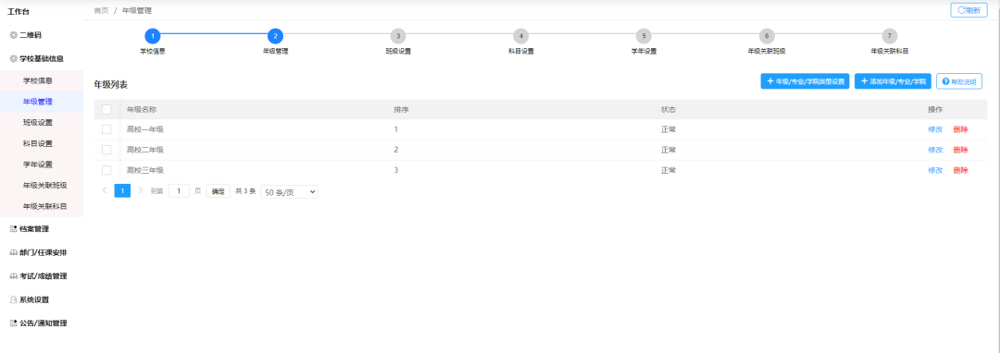 工作台
首页 / 年级管理
刷新
二维码
学校基础信息
学校信息
年级管理
班级设置
科目设置
学年设置
年级关联班级
年级关联科目
档案管理
部门/任课安排
考试/成绩管理
系统设置
公告/通知管理
1 2 3 4 5 6 7
学校信息 年级管理 班级设置 科目设置 学年设置 年级关联班级 年级关联科目
年级列表
+ 年级/专业/学院类型设置
+ 添加年级/专业/学院
帮助说明
年级名称 排序 状态 操作
高校一年级 1 正常 修改 删除
高校二年级 2 正常 修改 删除
高校三年级 3 正常 修改 删除
< 1 > 到第 1 页 确定 共 3 条 50 条/页